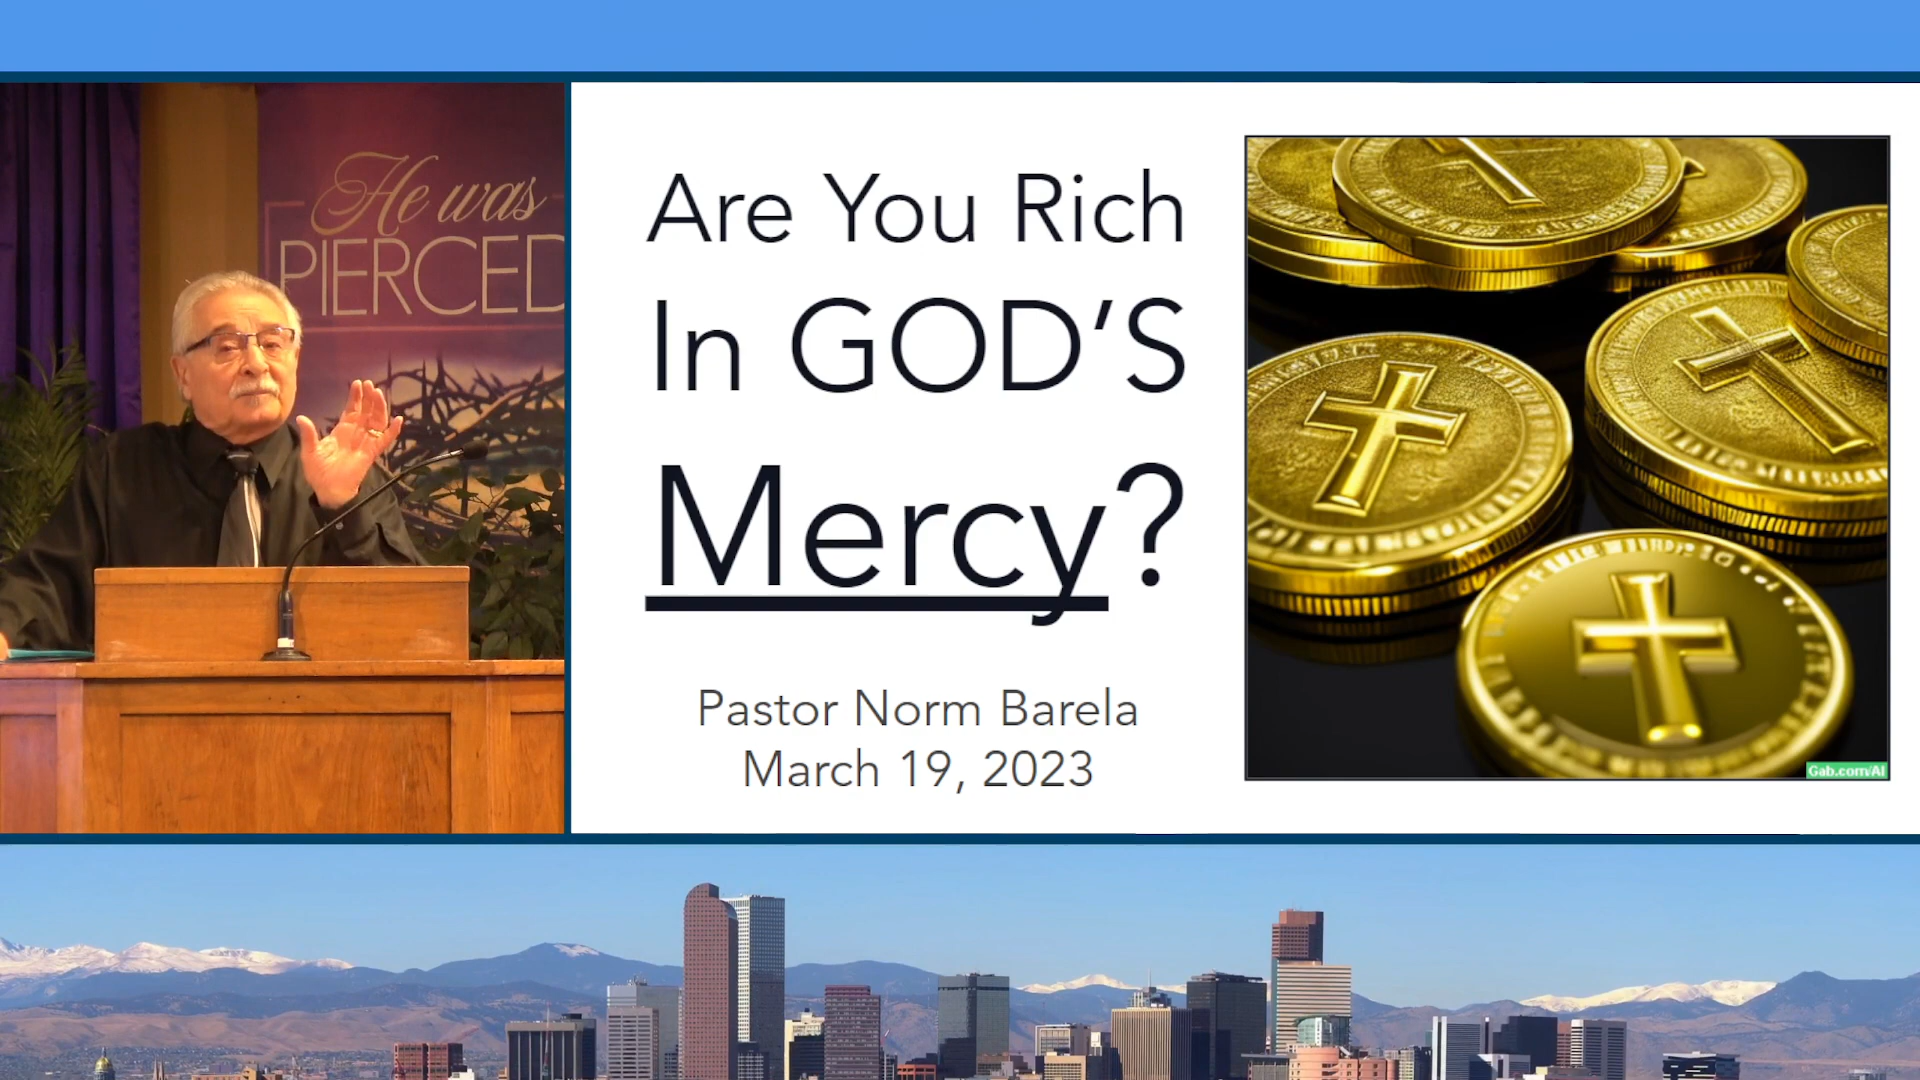 He was
PIERCED
Are You Rich
In GOD'S
Mercy?
Pastor Norm Barela
March 19, 2023
Gab.com/AI